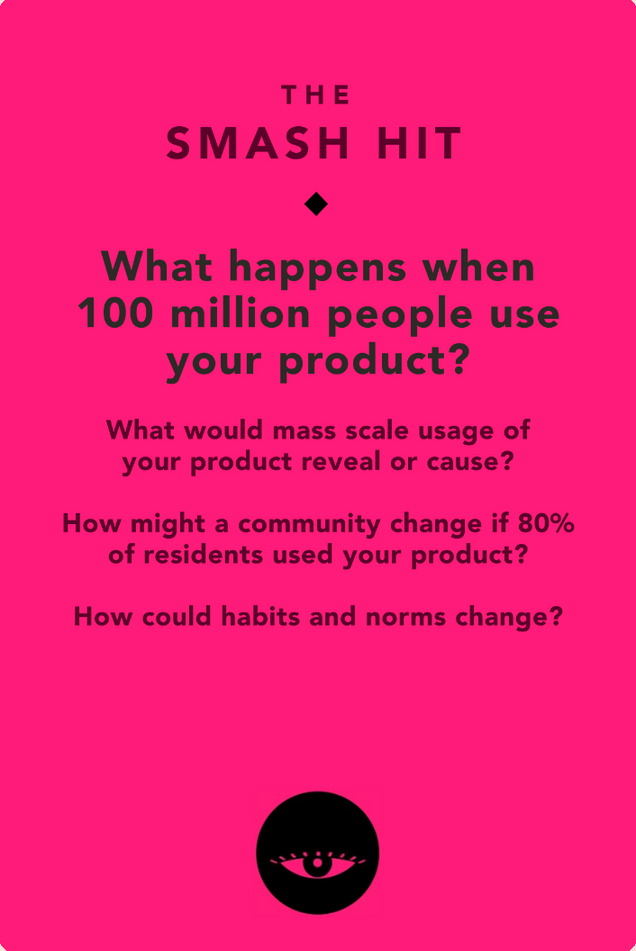 THE
SMASH HIT
What happens when
100 million people use
your product?
What would mass scale usage of
your product reveal or cause?
How might a community change if 80%
of residents used your product?
How could habits and norms change?